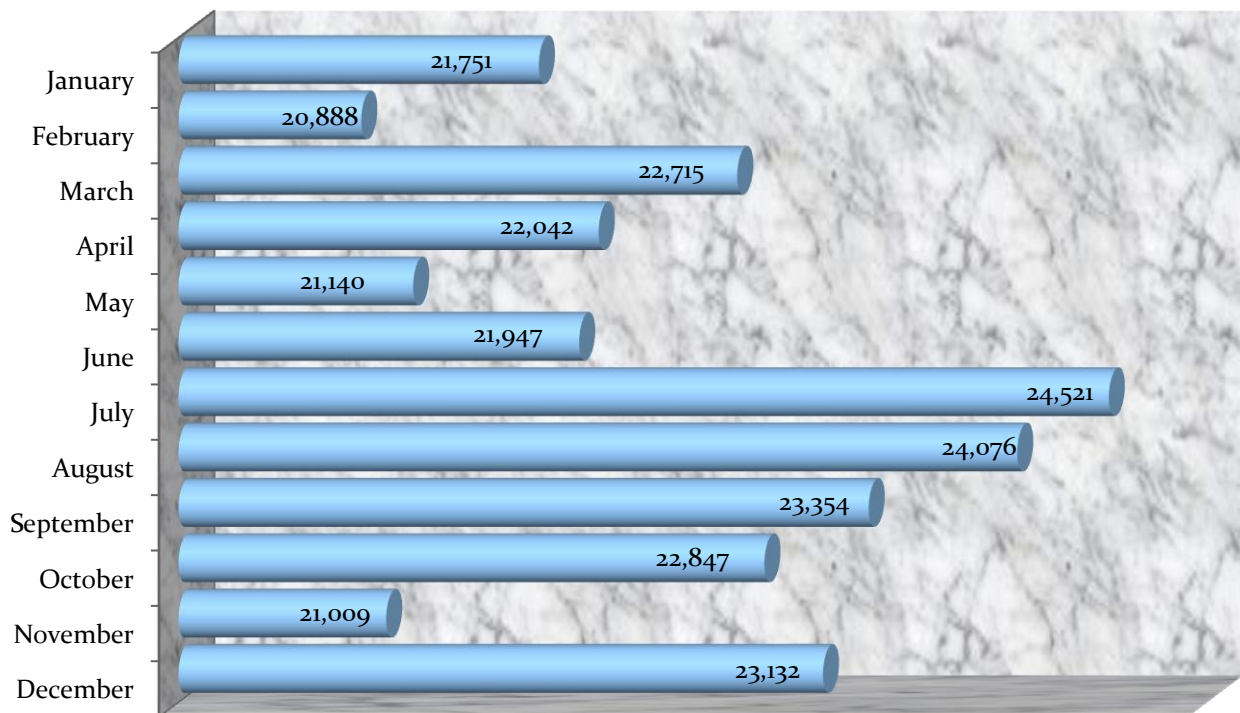 January 21,751
February 20,888
March 22,715
April 22,042
May 21,140
June 21,947
July 24,521
August 24,076
September 23,354
October 22,847
November 21,009
December 23,132